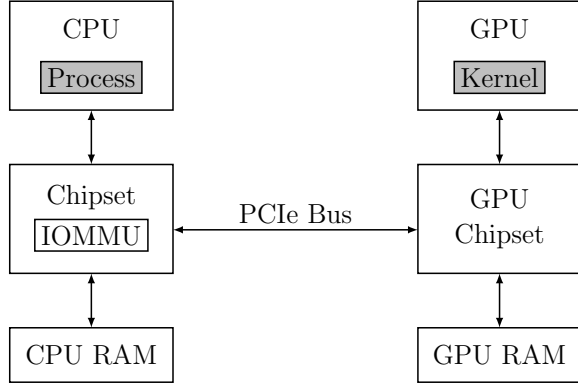 CPU
Process
GPU
Kernel
Chipset
IOMMU
PCIe Bus
GPU
Chipset
CPU RAM
GPU RAM